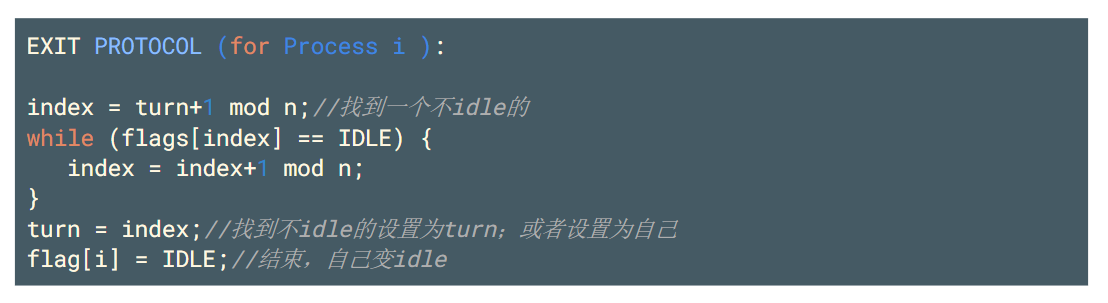 EXIT PROTOCOL (for Process i ):
index = turn+1 mod n;//找到一个不idle的
while (flags[index] == IDLE) {
index = index+1 mod n;
}
turn = index;//找到不idle的设置为turn；或者设置为自己
flag[i] = IDLE;//结束，自己变idle